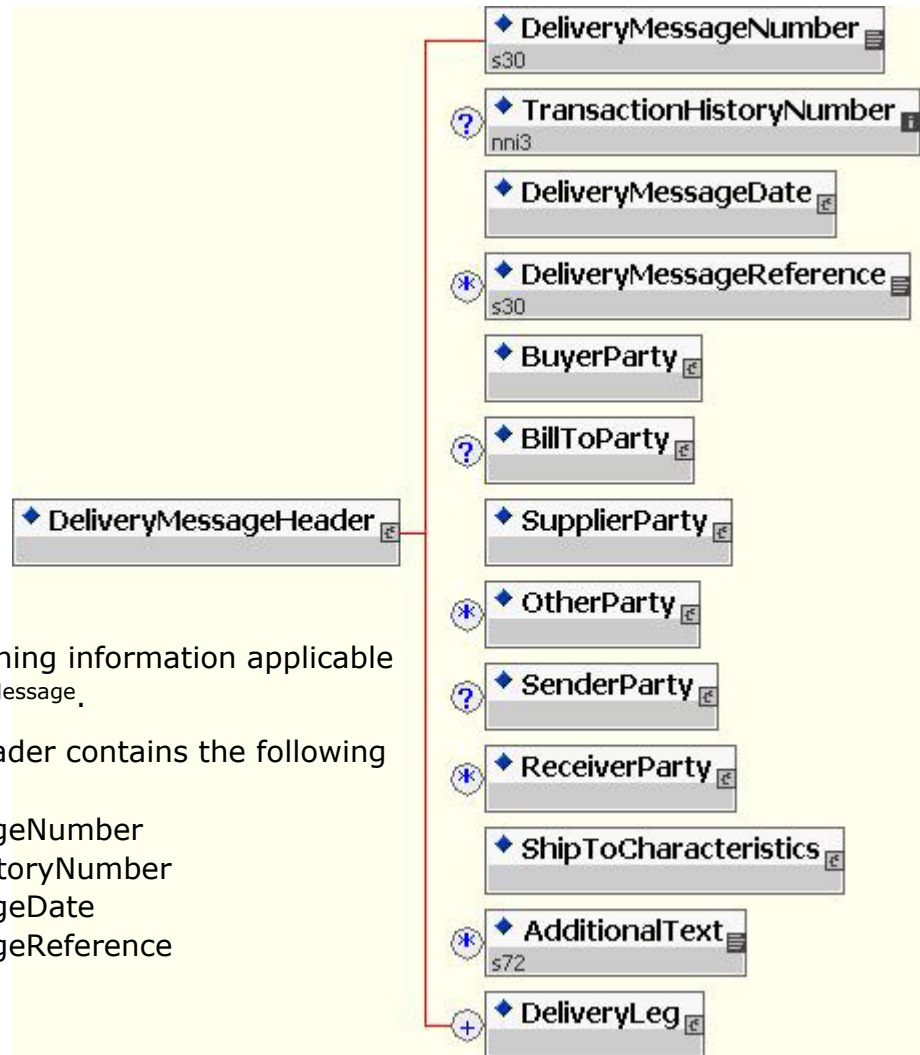 DeliveryMessageNumber
s30
? TransactionHistoryNumber
nni3
DeliveryMessageDate
* DeliveryMessageReference
s30
BuyerParty
? BillToParty
DeliveryMessageHeader
SupplierParty
* OtherParty
? SenderParty
* ReceiverParty
ShipToCharacteristics
* AdditionalText
s72
+ DeliveryLeg
ning information applicable
lessage.
ader contains the following
geNumber
toryNumber
geDate
geReference